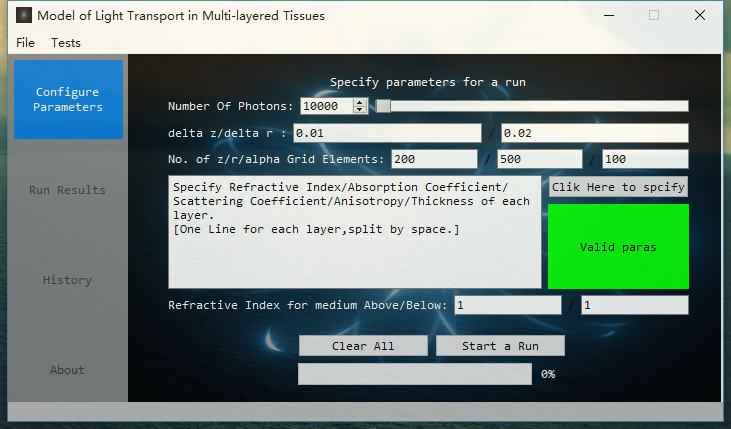 Model of Light Transport in Multi-layered Tissues
File Tests
Configure
Parameters
Run Results
History
About
Specify parameters for a run
Number Of Photons: 10000
delta z/delta r : 0.01 / 0.02
No. of z/r/alpha Grid Elements: 200 / 500 / 100
Specify Refractive Index/Absorption Coefficient/
Scattering Coefficient/Anisotropy/Thickness of each
layer.
[One Line for each layer,split by space.]
Clik Here to spcify
Valid paras
Refractive Index for medium Above/Below: 1 / 1
Clear All Start a Run
0%